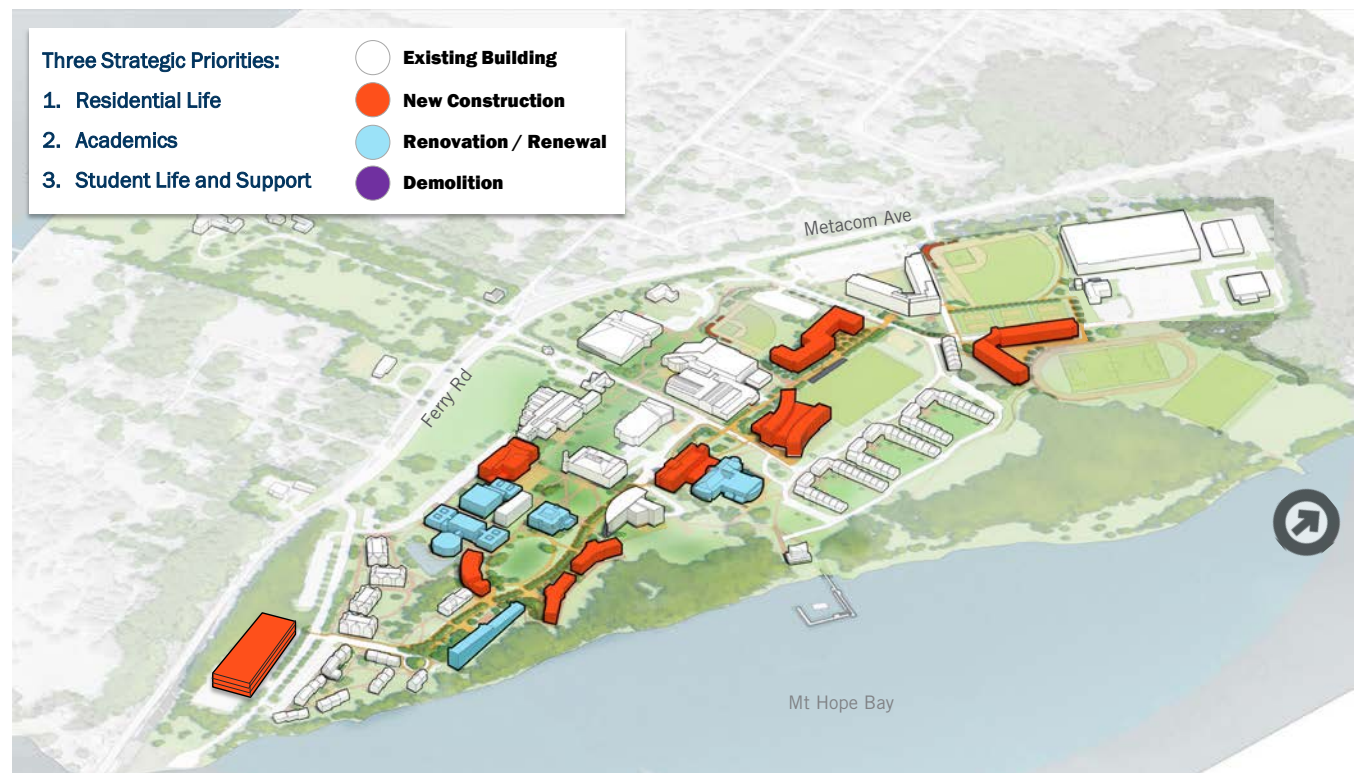 Three Strategic Priorities:
1. Residential Life
2. Academics
3. Student Life and Support
Existing Building
New Construction
Renovation / Renewal
Demolition
Metacom Ave
Ferry Rd
Mt Hope Bay